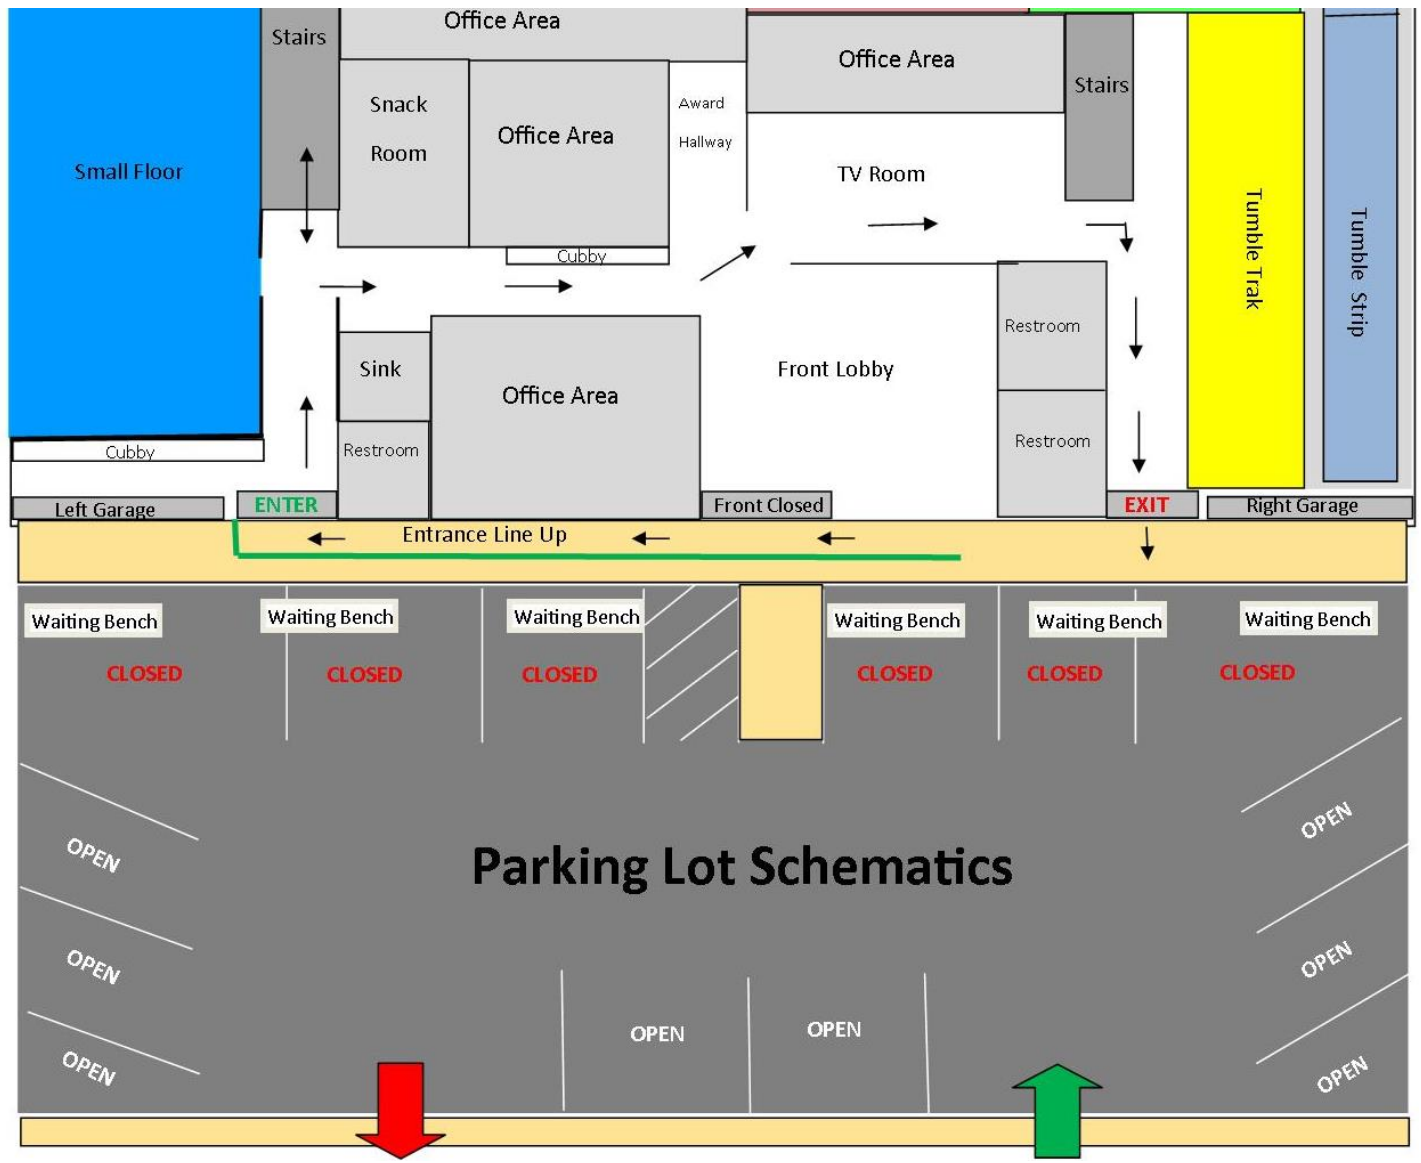 Office Area
Stairs
Office Area
Stairs
Snack
Room
Office Area
Award
Hallway
TV Room
Small Floor
Tumble Trak
Tumble Strip
Cubby
Restroom
Sink
Front Lobby
Office Area
Restroom
Restroom
Cubby
Left Garage
ENTER
Front Closed
EXIT
Right Garage
Entrance Line Up
Waiting Bench
Waiting Bench
Waiting Bench
Waiting Bench
Waiting Bench
Waiting Bench
CLOSED
CLOSED
CLOSED
CLOSED
CLOSED
CLOSED
Parking Lot Schematics
OPEN
OPEN
OPEN
OPEN
OPEN
OPEN
OPEN
OPEN